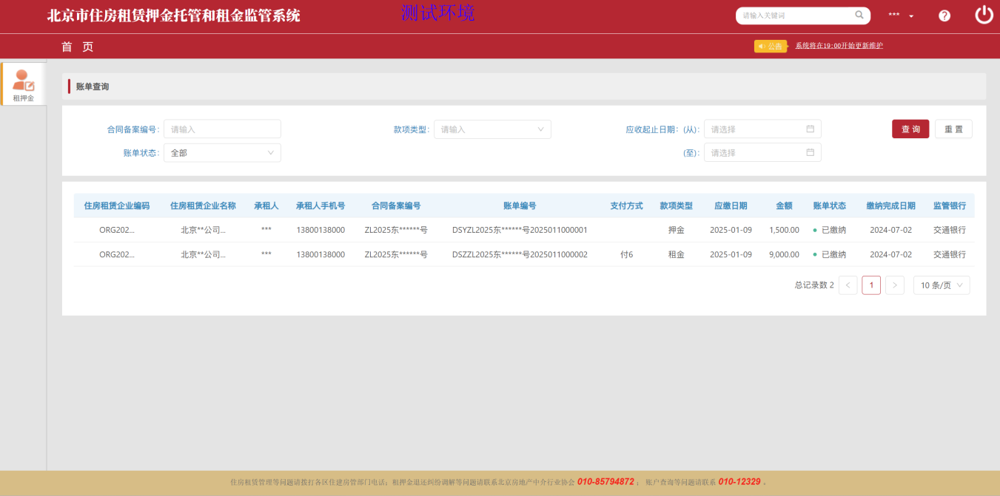 北京市住房租赁押金托管和租金监管系统 测试环境 请输入关键词 *** ?
首 页 公告 系统将在19:00开始更新维护
租押金
账单查询
合同备案编号: 请输入 款项类型: 请输入 应收起止日期: (从): 请选择 查 询 重 置
账单状态: 全部 (至): 请选择
住房租赁企业编码 住房租赁企业名称 承租人 承租人手机号 合同备案编号 账单编号 支付方式 款项类型 应缴日期 金额 账单状态 缴纳完成日期 监管银行
ORG202... 北京**公司... *** 13800138000 ZL2025东******号 DSYZL2025东******号2025011000001 押金 2025-01-09 1,500.00 已缴纳 2024-07-02 交通银行
ORG202... 北京**公司... *** 13800138000 ZL2025东******号 DSZZL2025东******号2025011000002 付6 租金 2025-01-09 9,000.00 已缴纳 2024-07-02 交通银行
总记录数 2 < 1 > 10 条/页
住房租赁管理等问题请拨打各区住建房管部门电话; 租押金退还纠纷调解等问题请联系北京房地产中介行业协会 010-85794872 ; 账户查询等问题请联系 010-12329 。